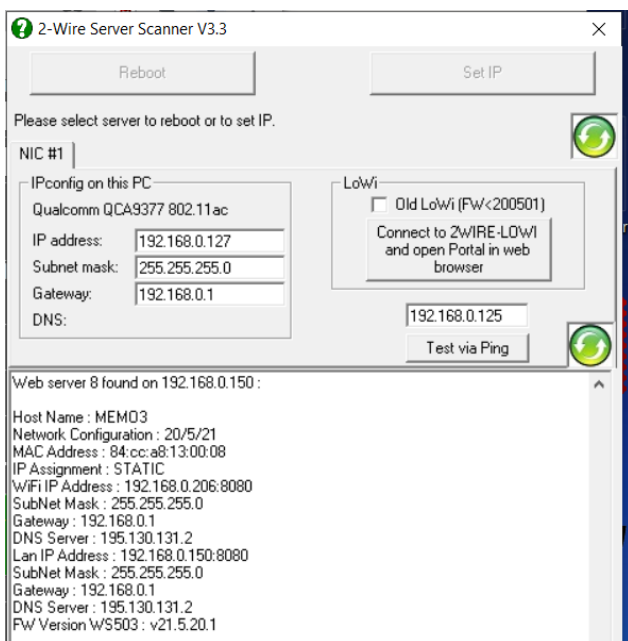 2-Wire Server Scanner V3.3
Reboot
Set IP
Please select server to reboot or to set IP.
NIC #1
IPconfig on this PC
Qualcomm QCA9377 802.11ac
IP address: 192.168.0.127
Subnet mask: 255.255.255.0
Gateway: 192.168.0.1
DNS:
LoWi
Old LoWi (FW<200501)
Connect to 2WIRE-LOWI
and open Portal in web
browser
192.168.0.125
Test via Ping
Web server 8 found on 192.168.0.150 :
Host Name : MEMO3
Network Configuration : 20/5/21
MAC Address : 84:cc:a8:13:00:08
IP Assignment : STATIC
WiFi IP Address : 192.168.0.206:8080
SubNet Mask : 255.255.255.0
Gateway : 192.168.0.1
DNS Server : 195.130.131.2
Lan IP Address : 192.168.0.150:8080
SubNet Mask : 255.255.255.0
Gateway : 192.168.0.1
DNS Server : 195.130.131.2
FW Version WS503 : v21.5.20.1